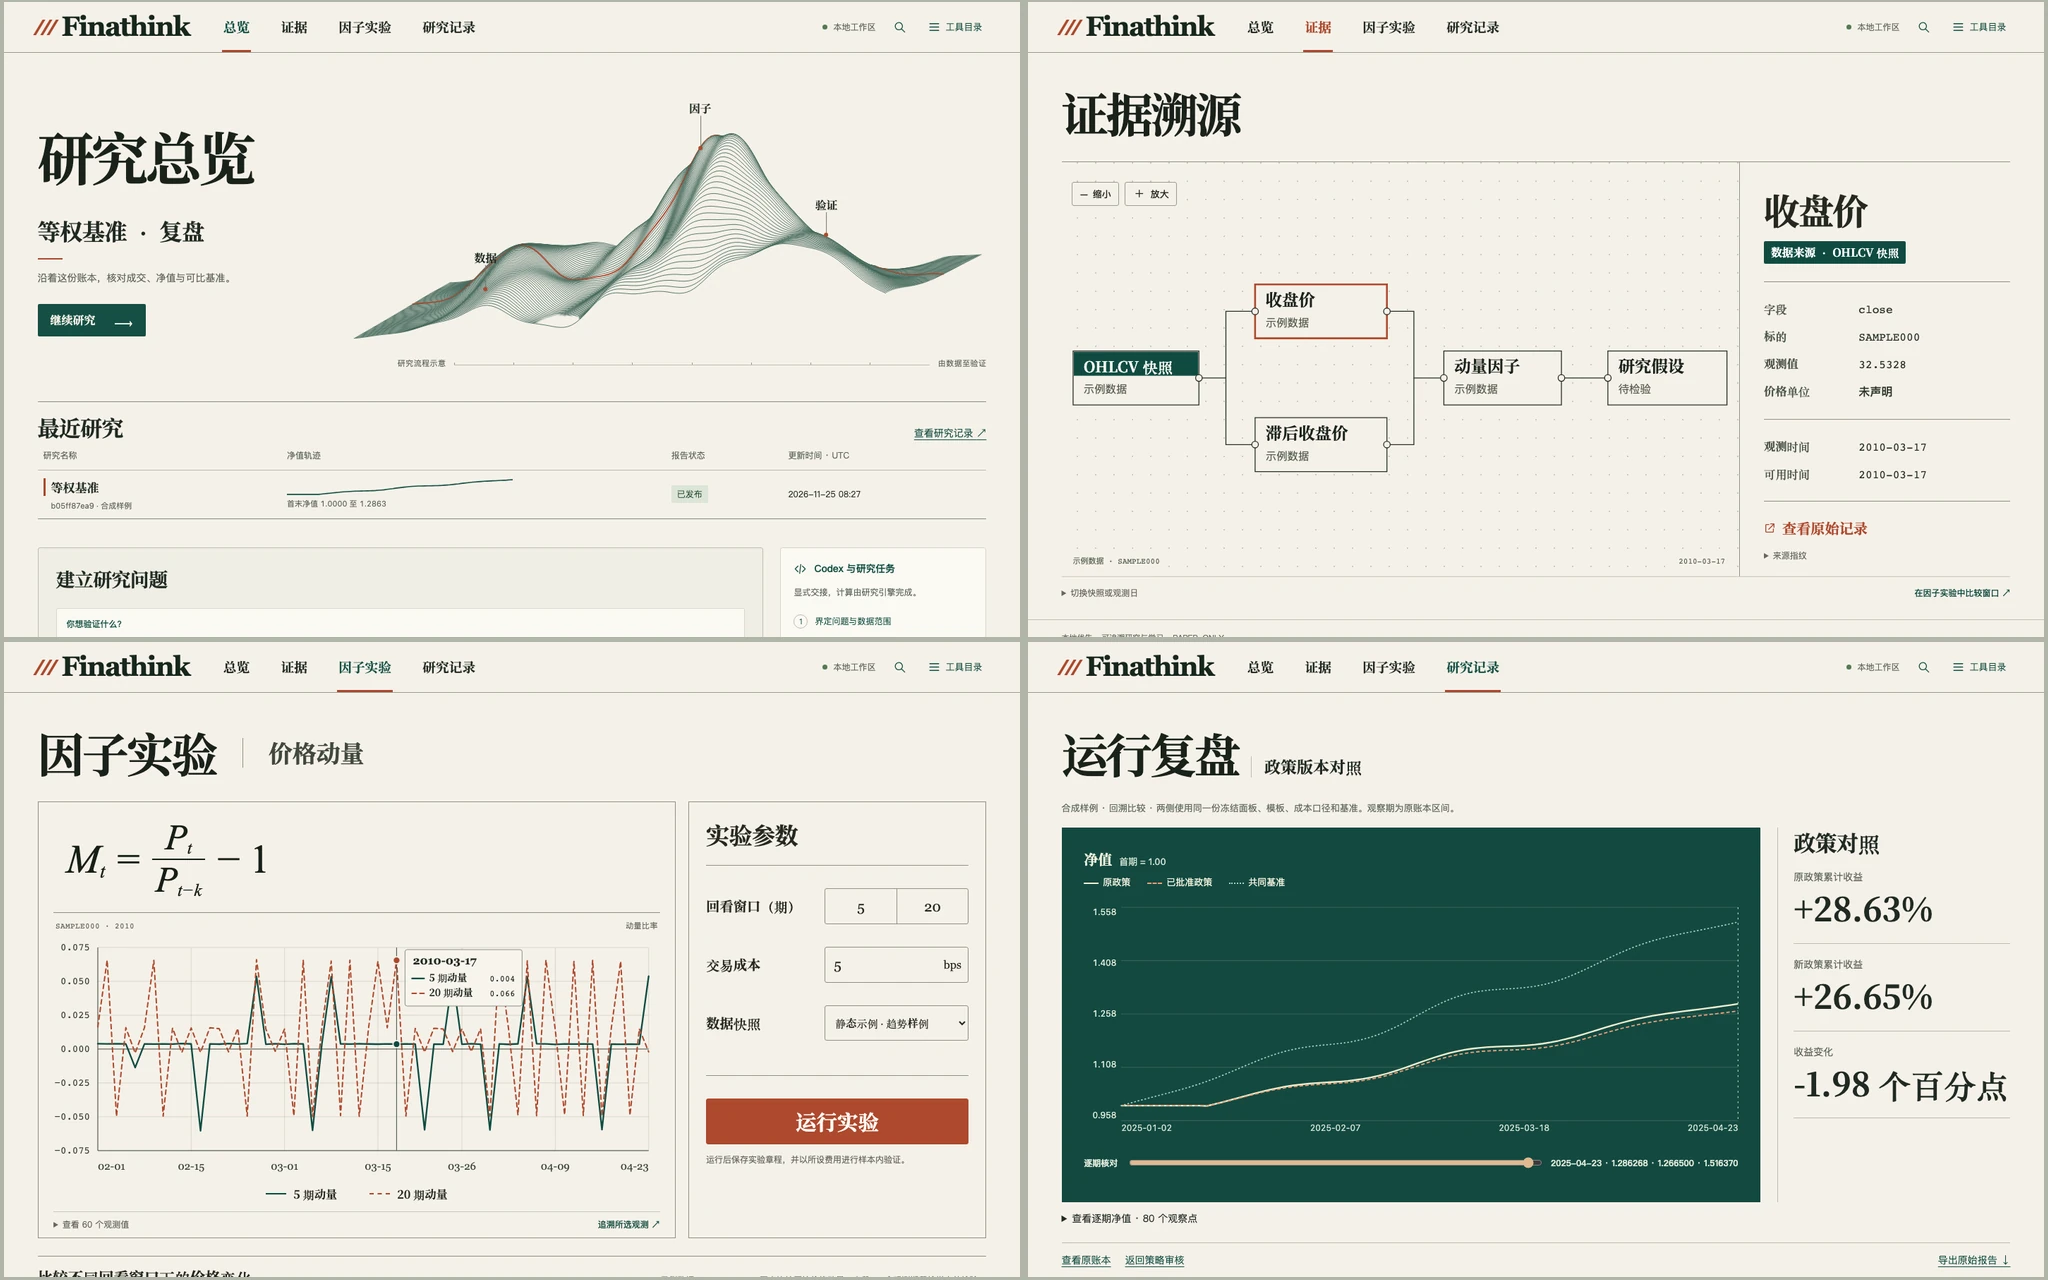 Finathink 总览 证据 因子实验 研究记录 本地工作区 工具目录
研究总览
等权基准 · 复盘
沿着这份账本，核对成交、净值与可比基准。
继续研究
因子
验证
数据
研究流程示意 由数据至验证
最近研究
查看研究记录 ↗
研究名称 净值轨迹 报告状态 更新时间 · UTC
等权基准
b05ff87ea9 · 合成样例
首末净值 1.0000 至 1.2863
已发布
2026-11-25 08:27
建立研究问题
你想验证什么?
</> Codex 与研究任务
显式交接，计算由研究引擎完成。
1 界定问题与数据范围
Finathink 总览 证据 因子实验 研究记录 本地工作区 工具目录
证据溯源
— 缩小 + 放大
OHLCV 快照
示例数据
收盘价
示例数据
滞后收盘价
示例数据
动量因子
示例数据
研究假设
待检验
示例数据 · SAMPLE000 2010-03-17
收盘价
数据来源 · OHLCV 快照
字段 close
标的 SAMPLE000
观测值 32.5328
价格单位 未声明
观测时间 2010-03-17
可用时间 2010-03-17
查看原始记录
▶ 来源指纹
▶ 切换快照或观测日
在因子实验中比较窗口 ↗
Finathink 总览 证据 因子实验 研究记录 本地工作区 工具目录
因子实验 价格动量
M_t = P_t / P_{t−k} − 1
SAMPLE000 · 2010 动量比率
0.075
0.050
0.025
0.000
−0.025
−0.050
−0.075
2010-03-17
5 期动量 0.004
20 期动量 0.066
02-01 02-15 03-01 03-15 03-26 04-09 04-23
5 期动量 20 期动量
▶ 查看 60 个观测值
追溯所选观测 ↗
实验参数
回看窗口（期） 5 20
交易成本 5 bps
数据快照 静态示例 · 趋势样例
运行实验
运行后保存实验章程，并以所设费用进行样本内验证。
Finathink 总览 证据 因子实验 研究记录 本地工作区 工具目录
运行复盘 政策版本对照
合成样例 · 回溯比较 · 两侧使用同一份冻结面板、模板、成本口径和基准。观察期为原账本区间。
净值 首期 = 1.00
原政策 已批准政策 共同基准
1.558
1.408
1.258
1.108
0.958
2025-01-02 2025-02-07 2025-03-18 2025-04-23
逐期核对 2025-04-23 · 1.286268 · 1.266500 · 1.516370
政策对照
原政策累计收益
+28.63%
新政策累计收益
+26.65%
收益变化
-1.98 个百分点
▶ 查看逐期净值 · 80 个观察点
查看原账本 返回策略审核 导出原始报告 ↓